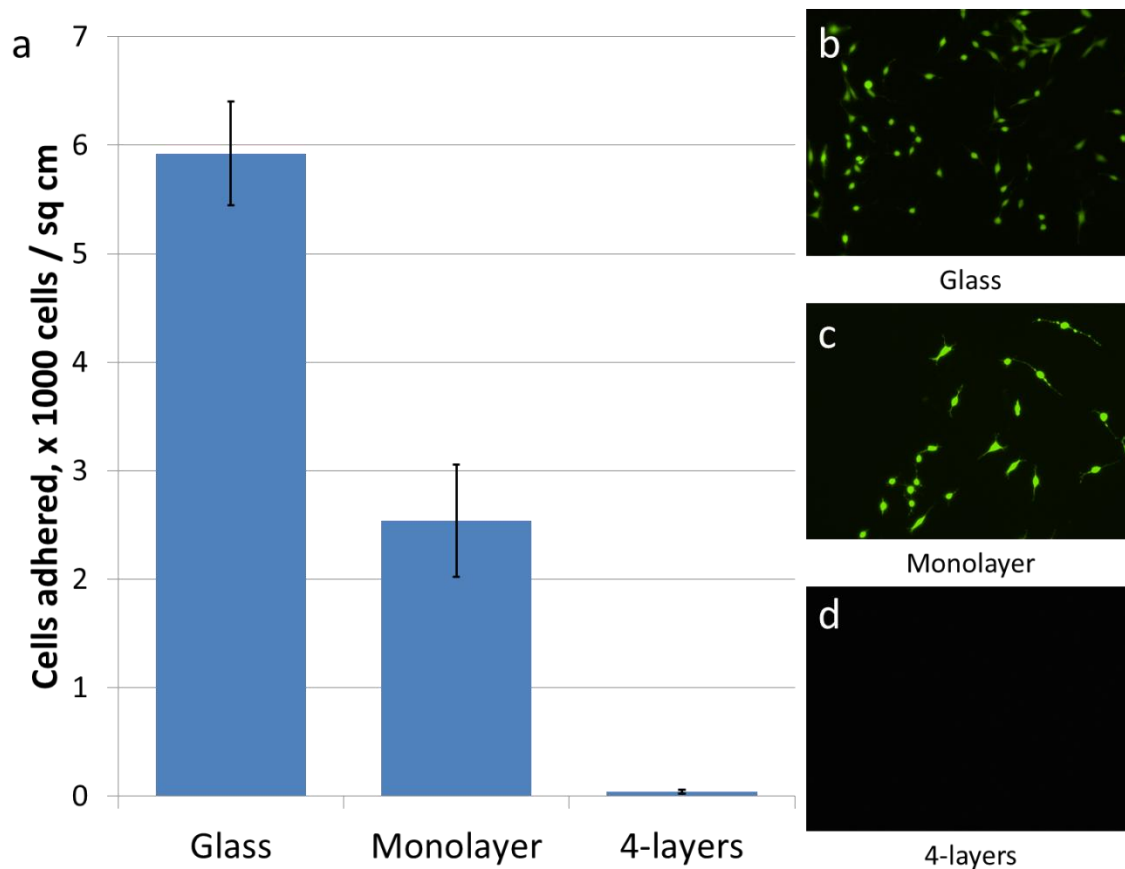 a
7
6
5
4
3
2
1
0
Cells adhered, x 1000 cells / sq cm
Glass
Monolayer
4-layers
b
Glass
c
Monolayer
d
4-layers